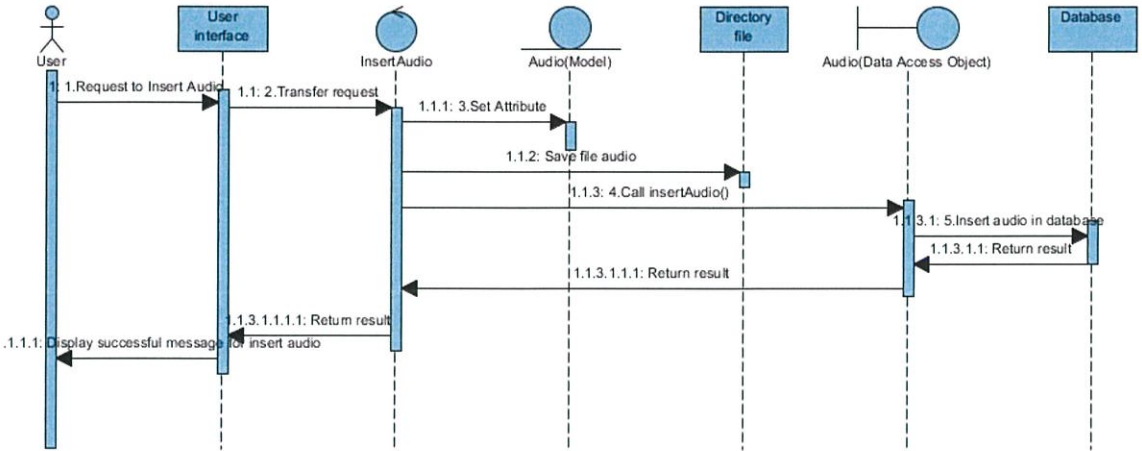 User
interface
Directory
file
Database
User
InsertAudio
Audio(Model)
Audio(Data Access Object)
1: 1.Request to Insert Audio
1.1: 2.Transfer request
1.1.1: 3.Set Attribute
1.1.2: Save file audio
1.1.3: 4.Call insertAudio()
1.1.3.1: 5.Insert audio in database
1.1.3.1.1: Return result
1.1.3.1.1.1: Return result
1.1.3.1.1.1.1: Return result
.1.1.1: Display successful message for insert audio